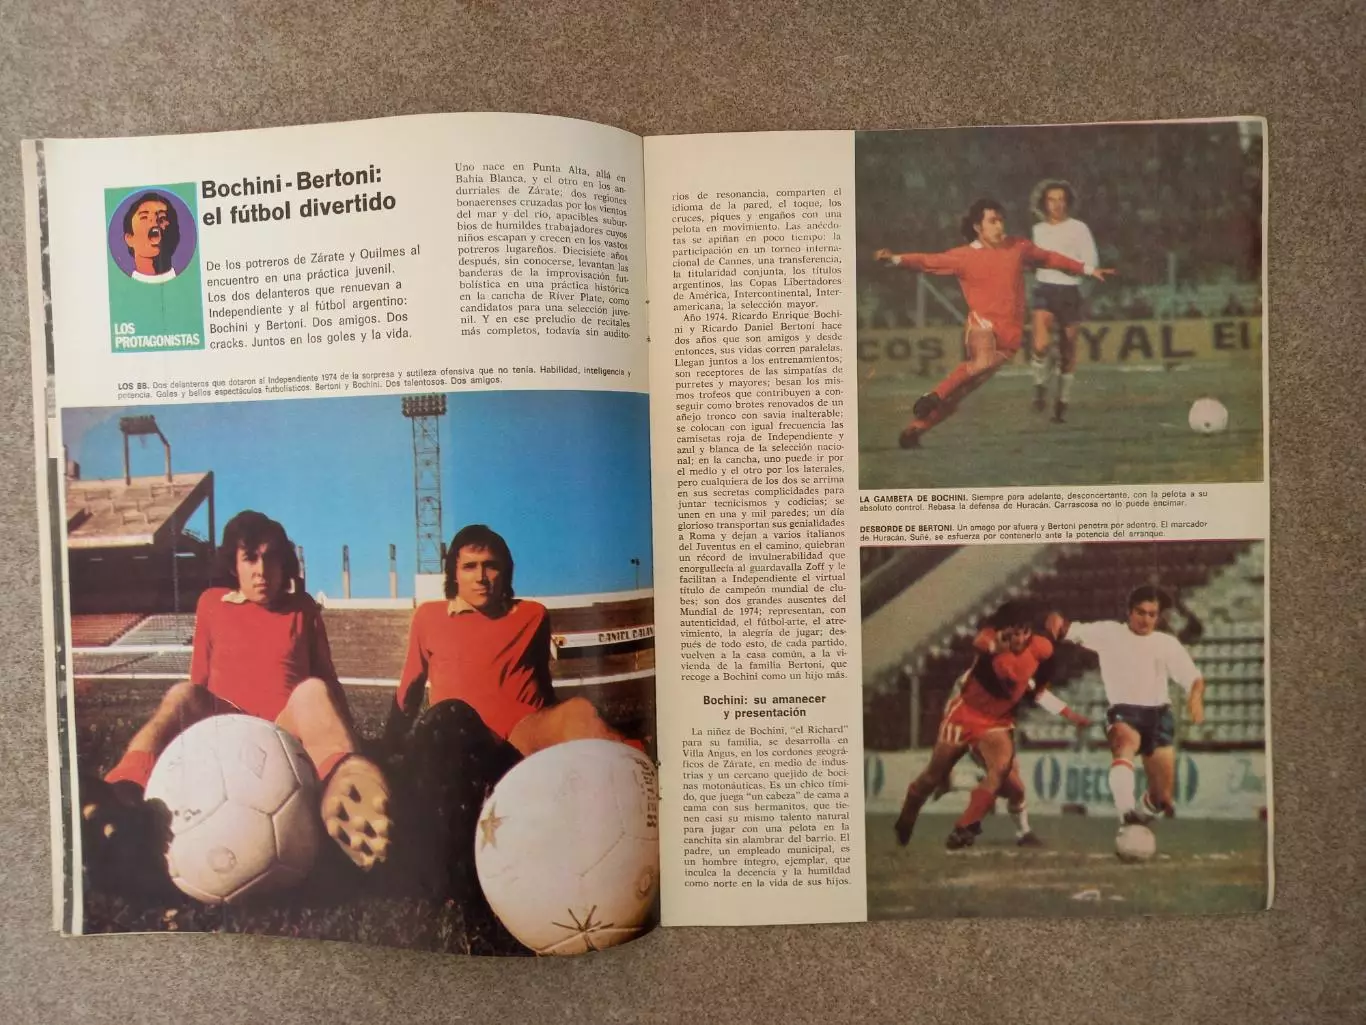 Bochini-Bertoni:
el fútbol divertido
De los potreros de Zárate y Quilmes al
encuentro en una práctica juvenil.
Los dos delanteros que renuevan a
Independiente y al fútbol argentino:
Bochini y Bertoni. Dos amigos. Dos
cracks. Juntos en los goles y la vida.
LOS
PROTAGONISTAS
Uno nace en Punta Alta, allá en
Bahía Blanca, y el otro en los an-
durriales de Zárate; dos regiones
bonaerenses cruzadas por los vientos
del mar y del río, apacibles subur-
bios de humildes trabajadores cuyos
niños escapan y crecen en los vastos
potreros lugareños. Diecisiete años
después, sin conocerse, levantan las
banderas de la improvisación fut-
bolística en una práctica histórica
en la cancha de River Plate, como
candidatos para una selección juve-
nil. Y en ese preludio de recitales
más completos, todavía sin audito-
LOS BB. Dos delanteros que dotaron al Independiente 1974 de la sorpresa y sutileza ofensiva que no tenía. Habilidad, inteligencia y
potencia. Goles y bellos espectáculos futbolísticos. Bertoni y Bochini. Dos talentosos. Dos amigos.
DANIEL
rios de resonancia, comparten el
idioma de la pared, el toque, los
cruces, piques y engaños con una
pelota en movimiento. Las anécdo-
tas se apiñan en poco tiempo: la
participación en un torneo interna-
cional de Cannes, una transferencia,
la titularidad conjunta, los títulos
argentinos, las Copas Libertadores
de América, Intercontinental, Inter-
americana, la selección mayor.
Año 1974. Ricardo Enrique Bochi-
ni y Ricardo Daniel Bertoni hace
dos años que son amigos y desde
entonces, sus vidas corren paralelas.
Llegan juntos a los entrenamientos;
son receptores de las simpatías de
purretes y mayores; besan los mis-
mos trofeos que contribuyen a con-
seguir como brotes renovados de un
añejo tronco con savia inalterable;
se colocan con igual frecuencia las
camisetas roja de Independiente y
azul y blanca de la selección nacio-
nal; en la cancha, uno puede ir por
el medio y el otro por los laterales,
pero cualquiera de los dos se arrima
en sus secretas complicidades para
juntar tecnicismos y codicias; se
unen en una y mil paredes; un día
glorioso transportan sus genialidades
a Roma y dejan a varios italianos
del Juventus en el camino, quiebran
un récord de invulnerabilidad que
enorgullecía al guardavalla Zoff y le
facilitan a Independiente el virtual
título de campeón mundial de clu-
bes; son dos grandes ausentes del
Mundial de 1974; representan, con
autenticidad, el fútbol-arte, el atre-
vimiento, la alegría de jugar; des-
pués de todo esto, de cada partido,
vuelven a la casa común, a la vi-
vienda de la familia Bertoni, que
recoge a Bochini como un hijo más.
Bochini: su amanecer
y presentación
La niñez de Bochini, "el Richard"
para su familia, se desarrolla en
Villa Angus, en los cordones geográ-
ficos de Zárate, en medio de indus-
trias y un cercano quejido de boci-
nas motonáuticas. Es un chico tími-
do, que juega "un cabeza" de cama a
cama con sus hermanitos, que tie-
nen casi su mismo talento natural
para jugar con una pelota en la
canchita sin alambrar del barrio. El
padre, un empleado municipal, es
un hombre íntegro, ejemplar, que
inculca la decencia y la humildad
como norte en la vida de sus hijos.
cos ROYAL
LA GAMBETA DE BOCHINI. Siempre para adelante, desconcertante, con la pelota a su
absoluto control. Rebasa la defensa de Huracán. Carrascosa no lo puede encimar.
DESBORDE DE BERTONI. Un amago por afuera y Bertoni penetra por adentro. El marcador
de Huracán, Suñé, se esfuerza por contenerlo ante la potencia del arranque.